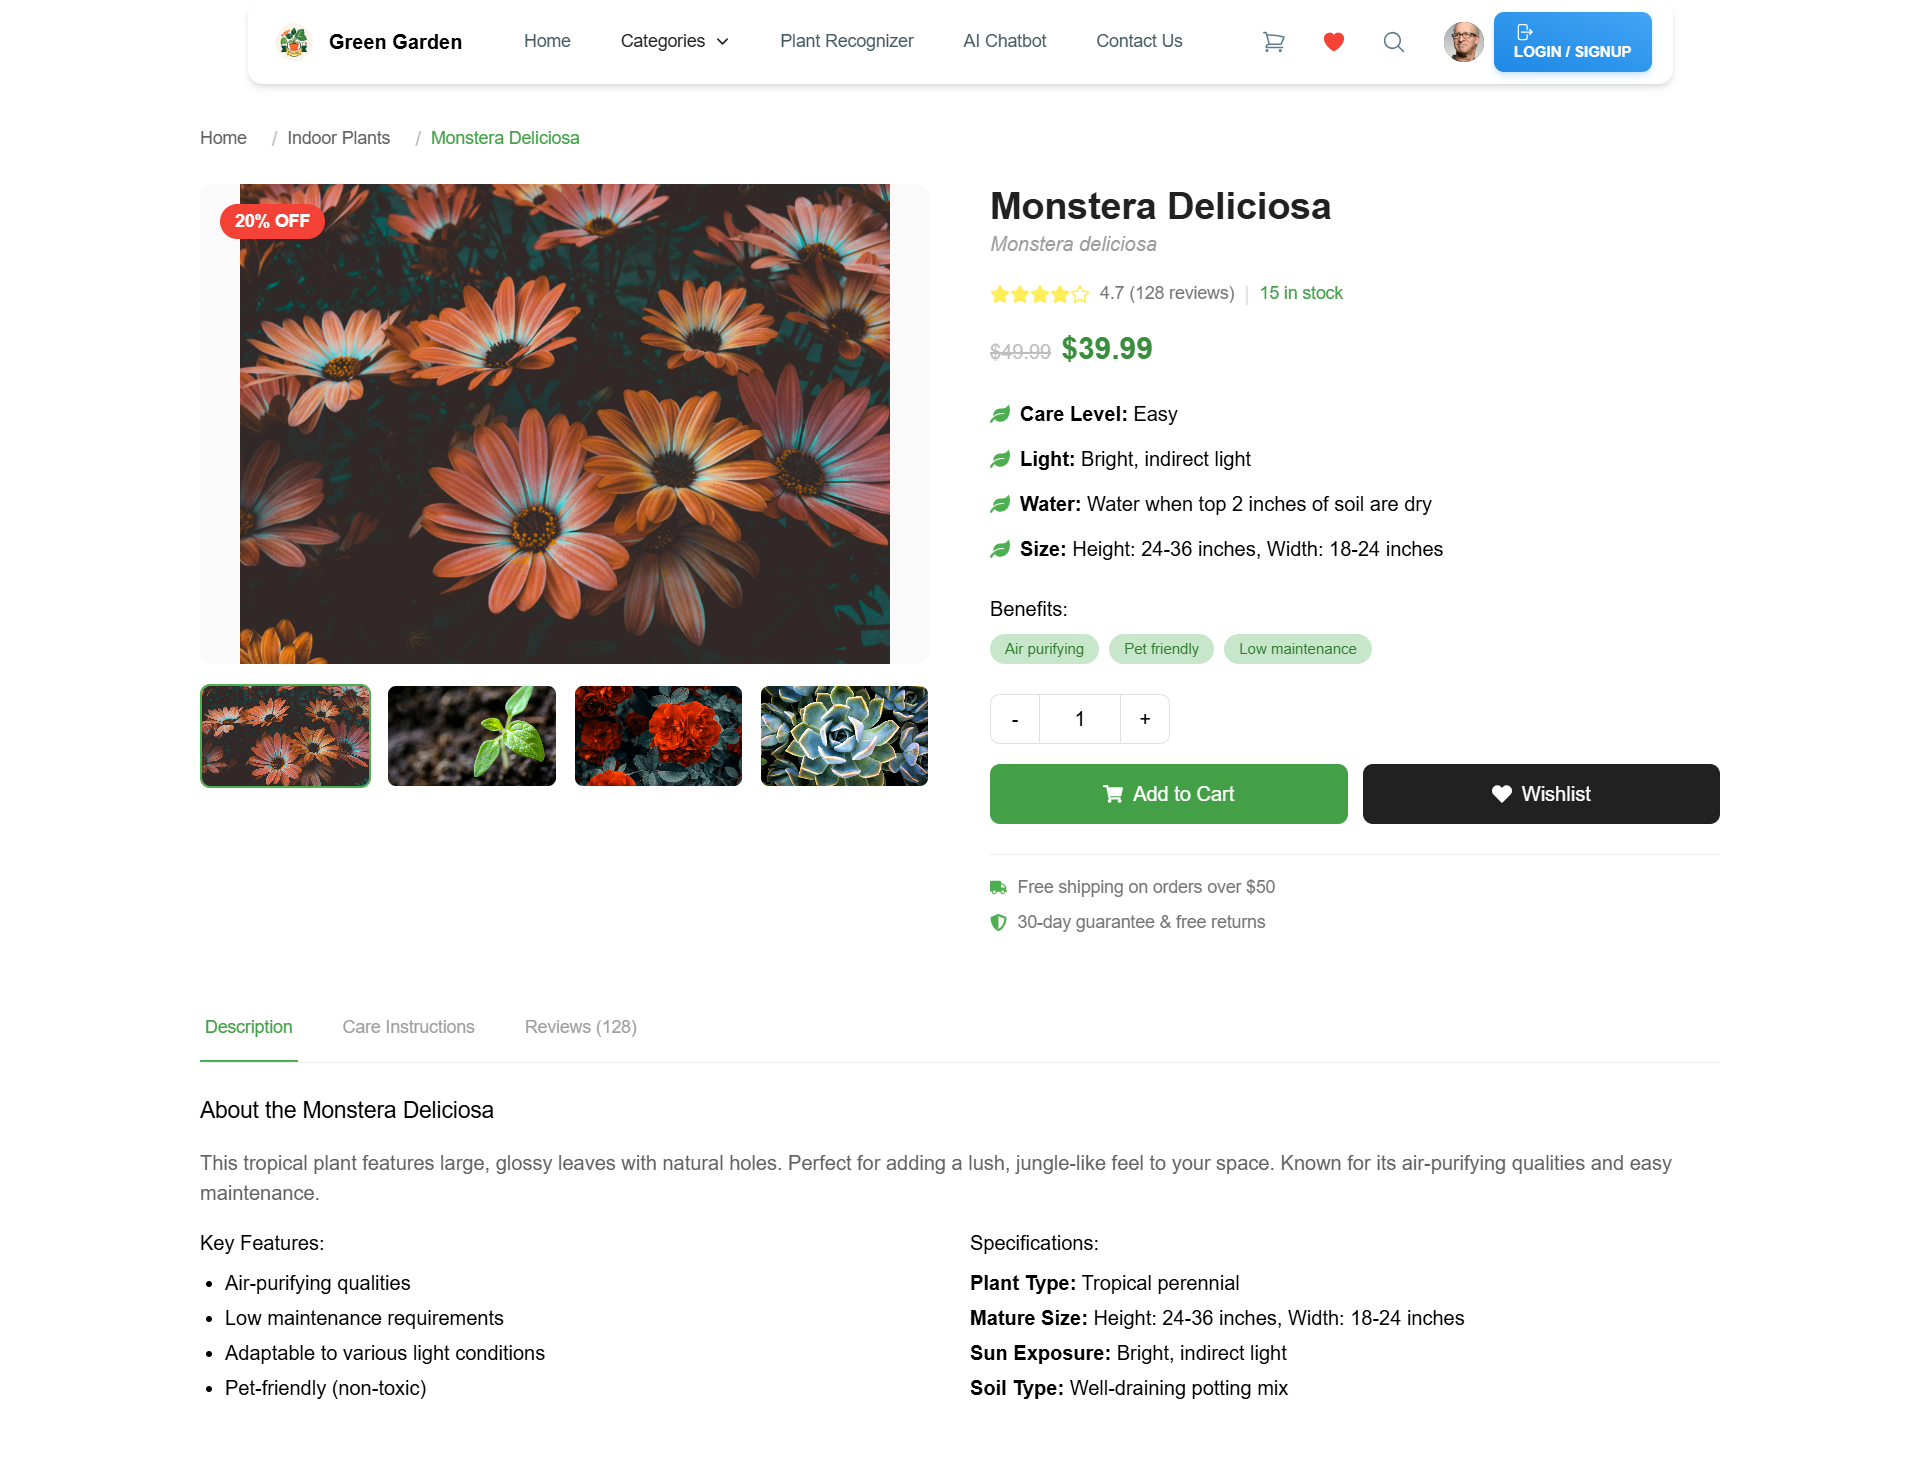 Green Garden
Home
Categories
Plant Recognizer
AI Chatbot
Contact Us
LOGIN / SIGNUP
Home / Indoor Plants / Monstera Deliciosa
20% OFF
Monstera Deliciosa
Monstera deliciosa
4.7 (128 reviews) | 15 in stock
$49.99 $39.99
Care Level: Easy
Light: Bright, indirect light
Water: Water when top 2 inches of soil are dry
Size: Height: 24-36 inches, Width: 18-24 inches
Benefits:
Air purifying
Pet friendly
Low maintenance
- 1 +
Add to Cart
Wishlist
Free shipping on orders over $50
30-day guarantee & free returns
Description
Care Instructions
Reviews (128)
About the Monstera Deliciosa
This tropical plant features large, glossy leaves with natural holes. Perfect for adding a lush, jungle-like feel to your space. Known for its air-purifying qualities and easy
maintenance.
Key Features:
• Air-purifying qualities
• Low maintenance requirements
• Adaptable to various light conditions
• Pet-friendly (non-toxic)
Specifications:
Plant Type: Tropical perennial
Mature Size: Height: 24-36 inches, Width: 18-24 inches
Sun Exposure: Bright, indirect light
Soil Type: Well-draining potting mix